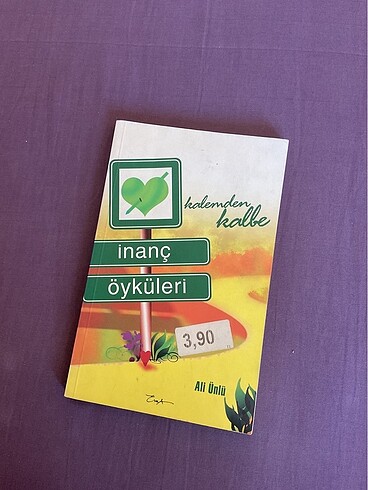 kalemden
kalbe
inanç
öyküleri
3,90
Ali Ünlü